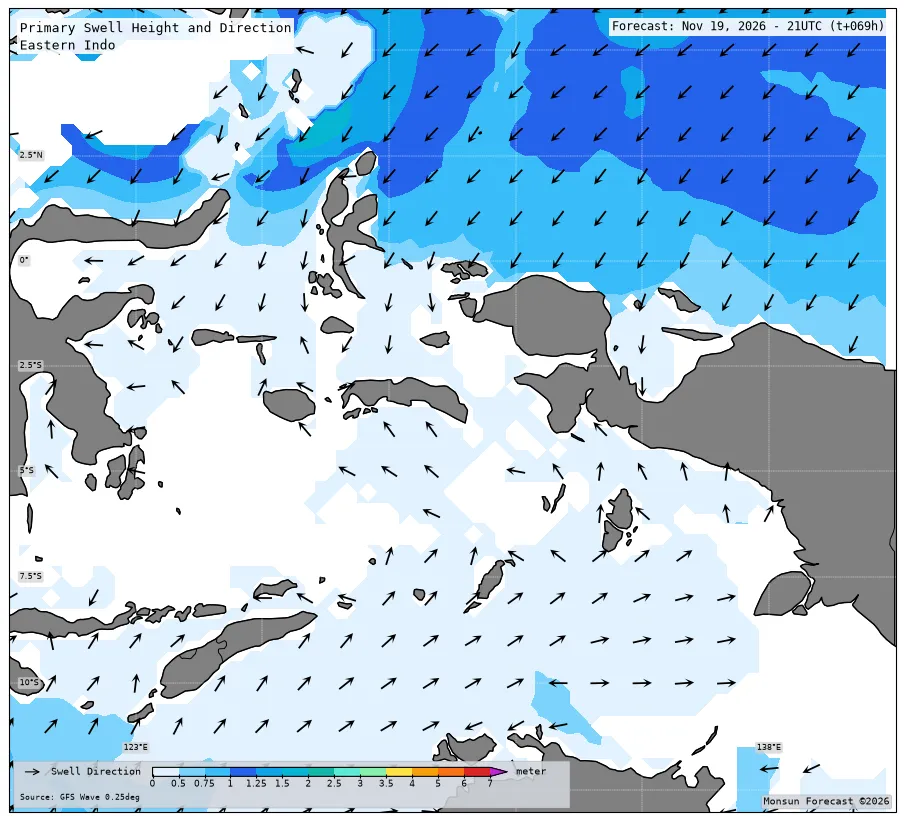 Primary Swell Height and Direction
Eastern Indo
Forecast: Nov 19, 2026 - 21UTC (t+069h)
2.5°N
0°
2.5°S
5°S
7.5°S
10°S
123°E
138°E
Swell Direction
0 0.5 0.75 1 1.25 1.5 2 2.5 3 3.5 4 5 6 7
meter
Source: GFS Wave 0.25deg
Monsun Forecast ©2026